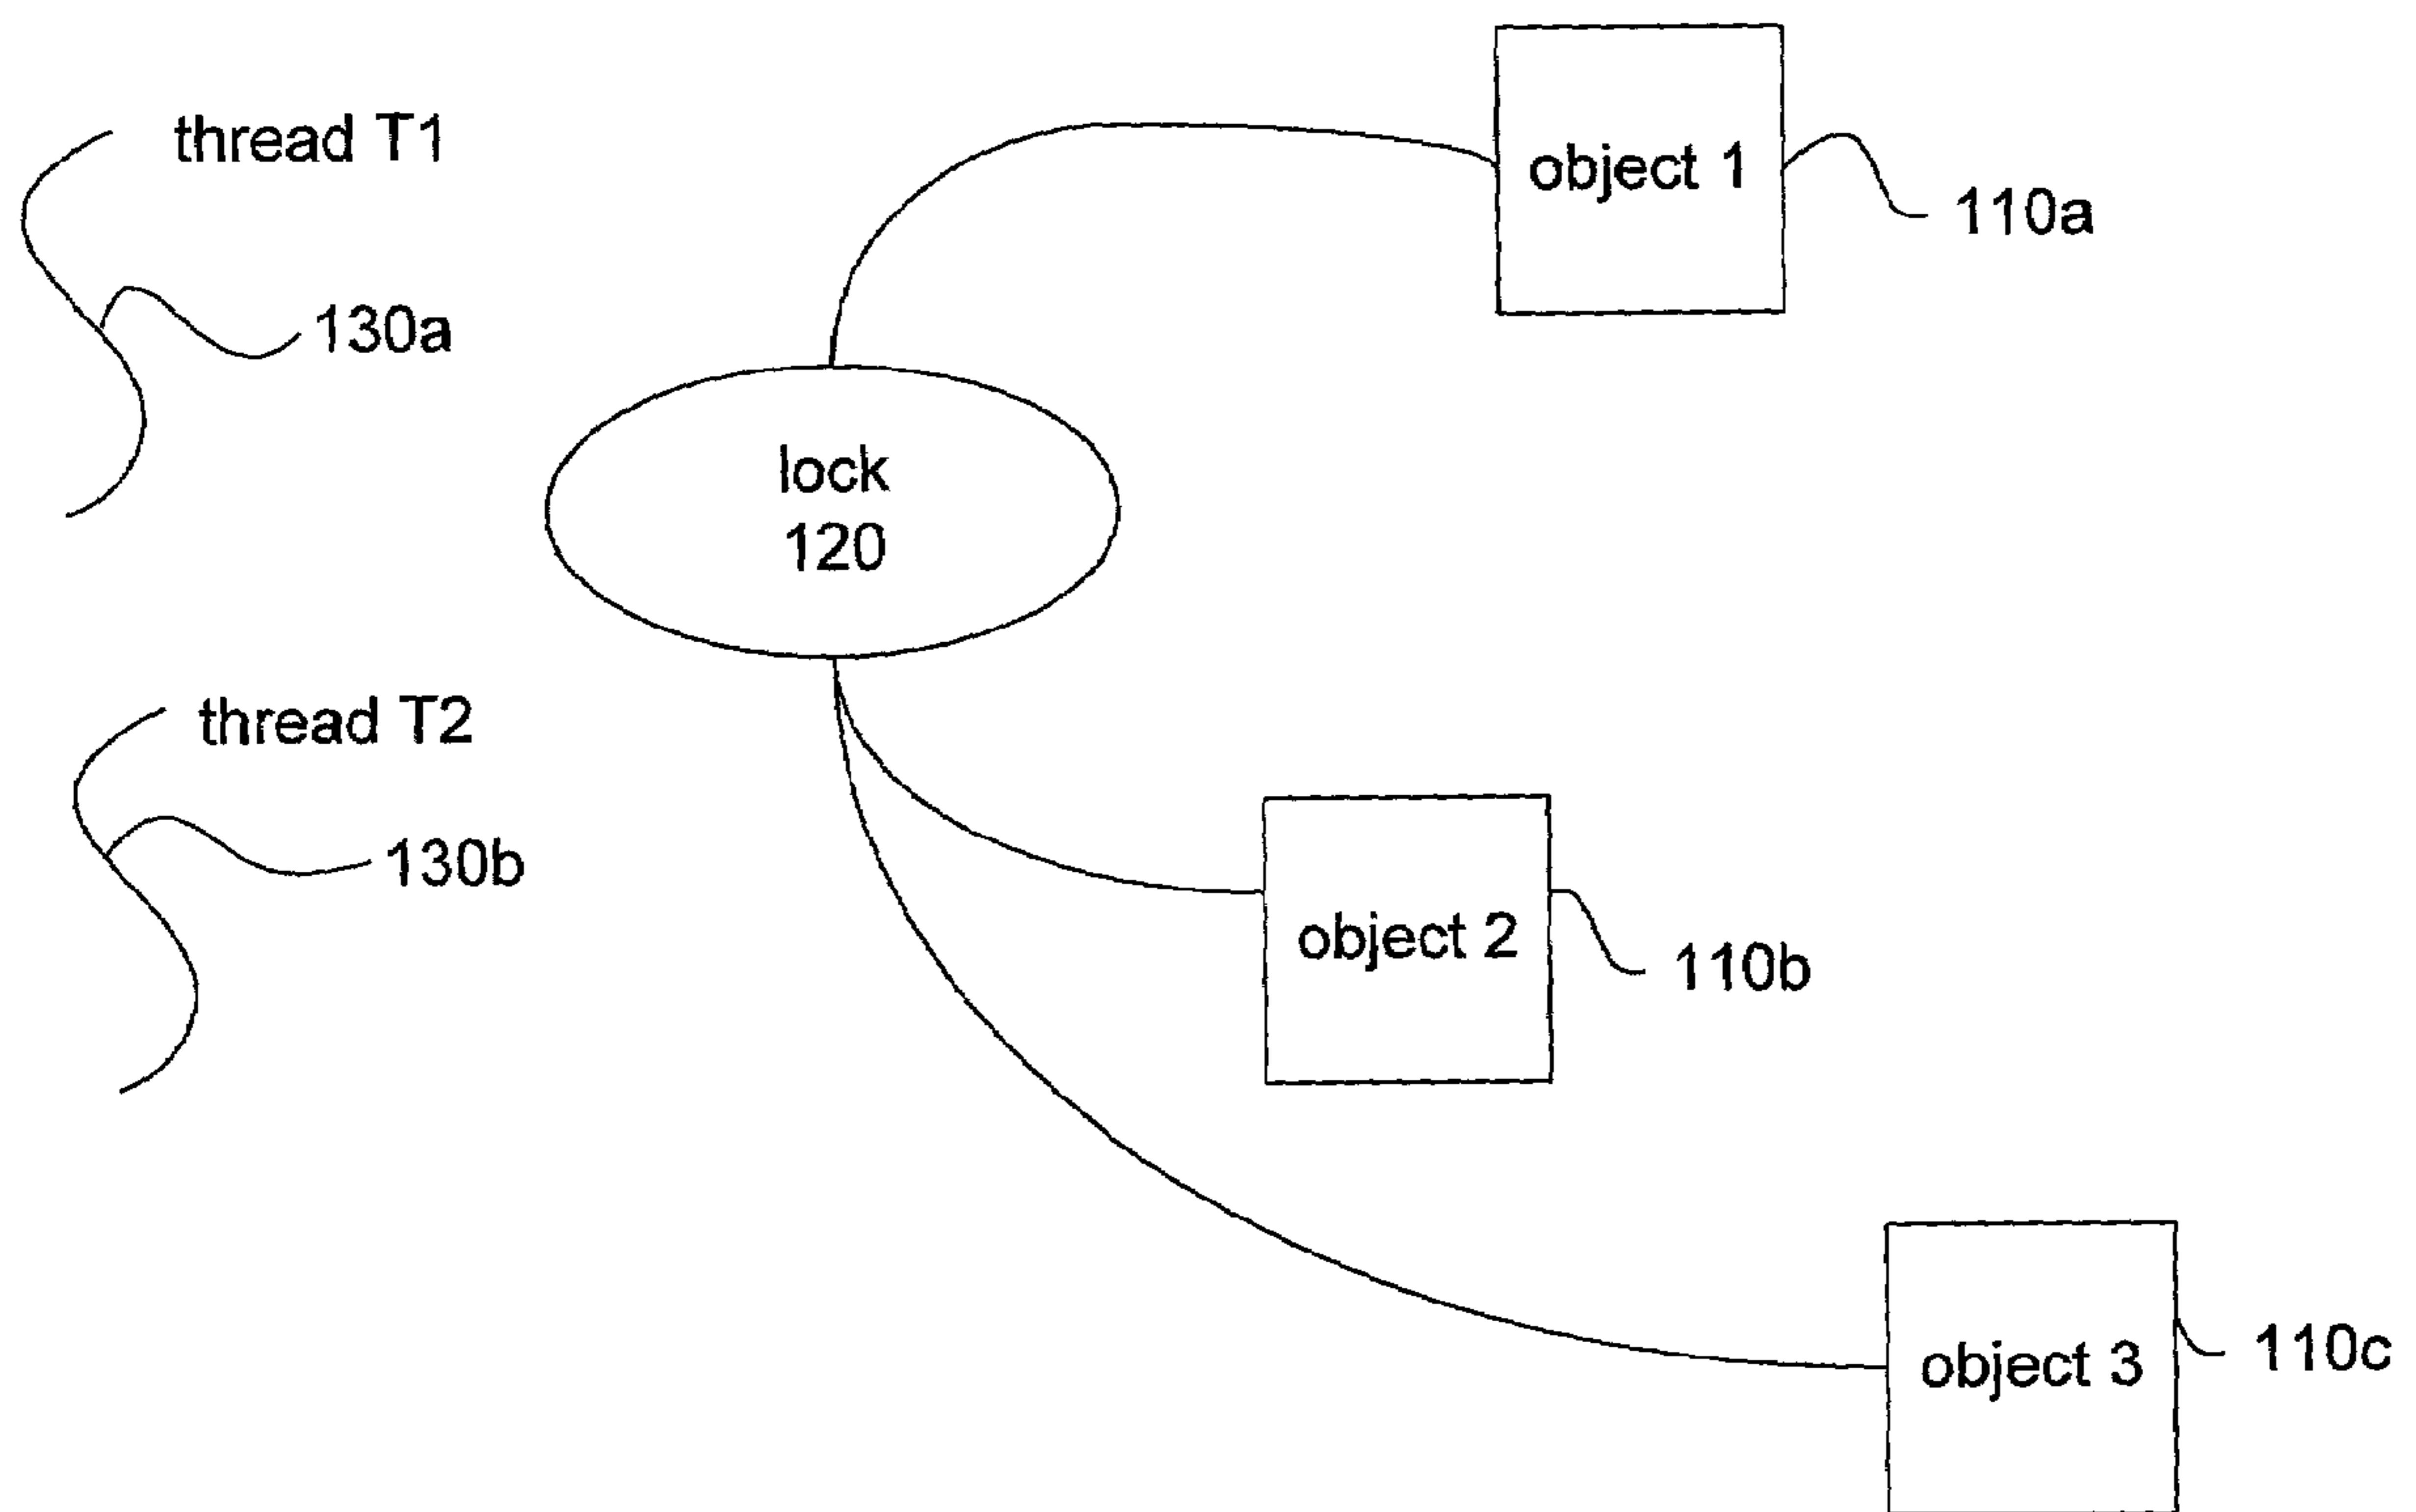 thread T1
object 1
110a
130a
lock
120
thread T2
130b
object 2
110b
object 3
110c